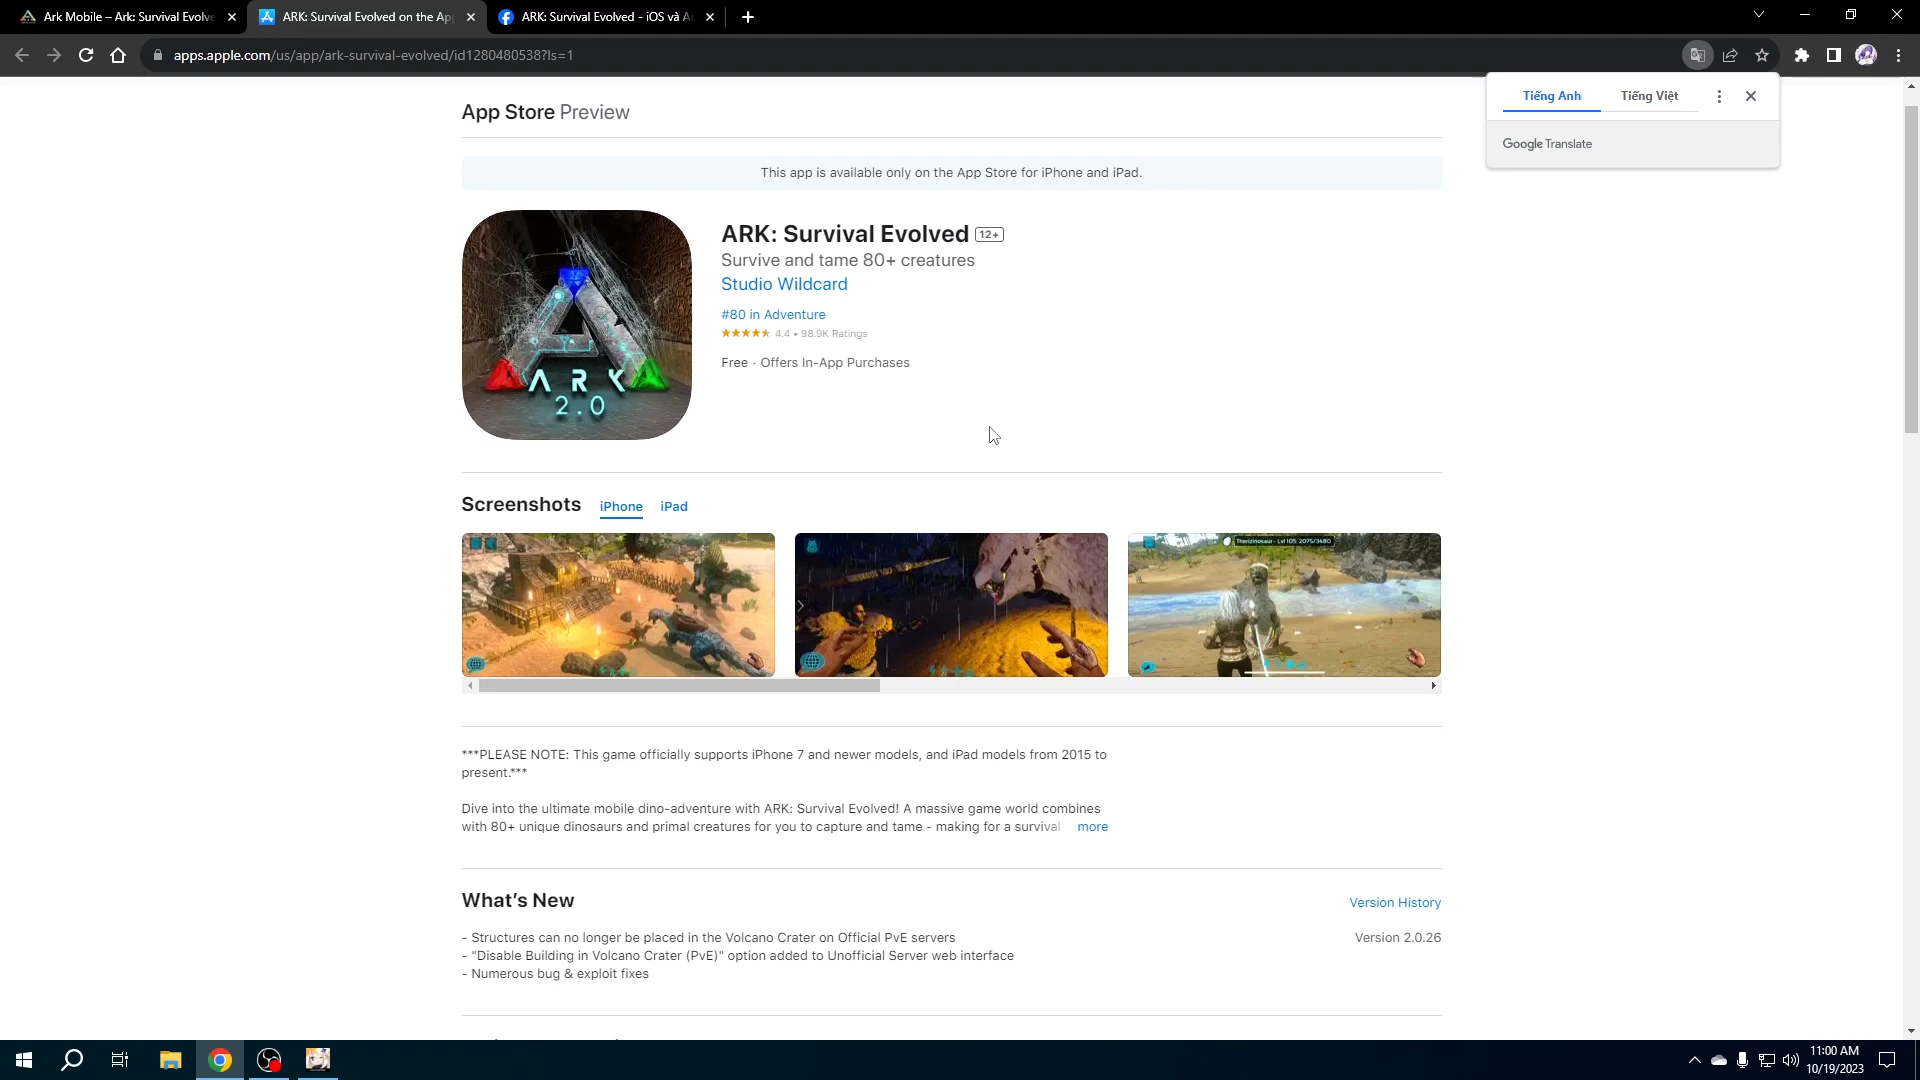 Ark Mobile – Ark: Survival Evolve
ARK: Survival Evolved on the App
ARK: Survival Evolved - iOS và A
apps.apple.com/us/app/ark-survival-evolved/id1280480538?ls=1
Tiếng Anh
Tiếng Việt
Google Translate
App Store Preview
This app is available only on the App Store for iPhone and iPad.
ARK: Survival Evolved 12+
Survive and tame 80+ creatures
Studio Wildcard
#80 in Adventure
4.4 • 98.9K Ratings
Free · Offers In-App Purchases
ARK
2.0
Screenshots iPhone iPad
Therizinosaur - Lvl 105: 2075/3480
***PLEASE NOTE: This game officially supports iPhone 7 and newer models, and iPad models from 2015 to
present.***
Dive into the ultimate mobile dino-adventure with ARK: Survival Evolved! A massive game world combines
with 80+ unique dinosaurs and primal creatures for you to capture and tame - making for a survival more
What's New
Version History
- Structures can no longer be placed in the Volcano Crater on Official PvE servers
Version 2.0.26
- "Disable Building in Volcano Crater (PvE)" option added to Unofficial Server web interface
- Numerous bug & exploit fixes
11:00 AM
10/19/2023